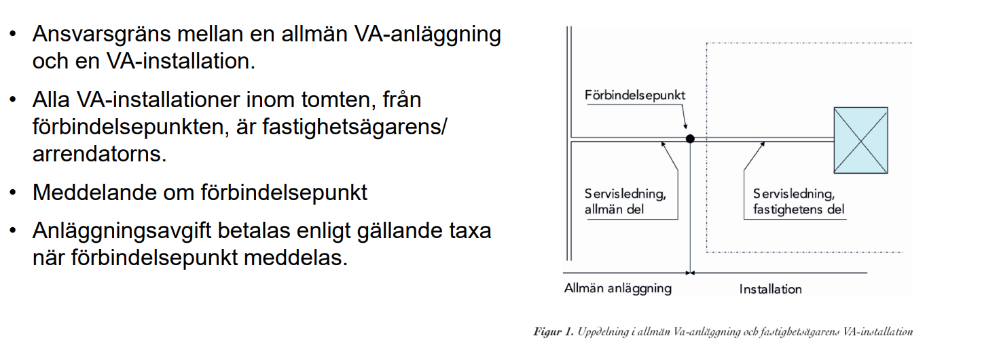 • Ansvarsgräns mellan en allmän VA-anläggning
och en VA-installation.
• Alla VA-installationer inom tomten, från
förbindelsepunkten, är fastighetsägarens/
arrendatorns.
• Meddelande om förbindelsepunkt
• Anläggningsavgift betalas enligt gällande taxa
när förbindelsepunkt meddelas.
Förbindelsepunkt
Servisledning,
allmän del
Servisledning,
fastighetens del
Allmän anläggning
Installation
Figur 1. Uppdelning i allmän Va-anläggning och fastighetsägarens VA-installation